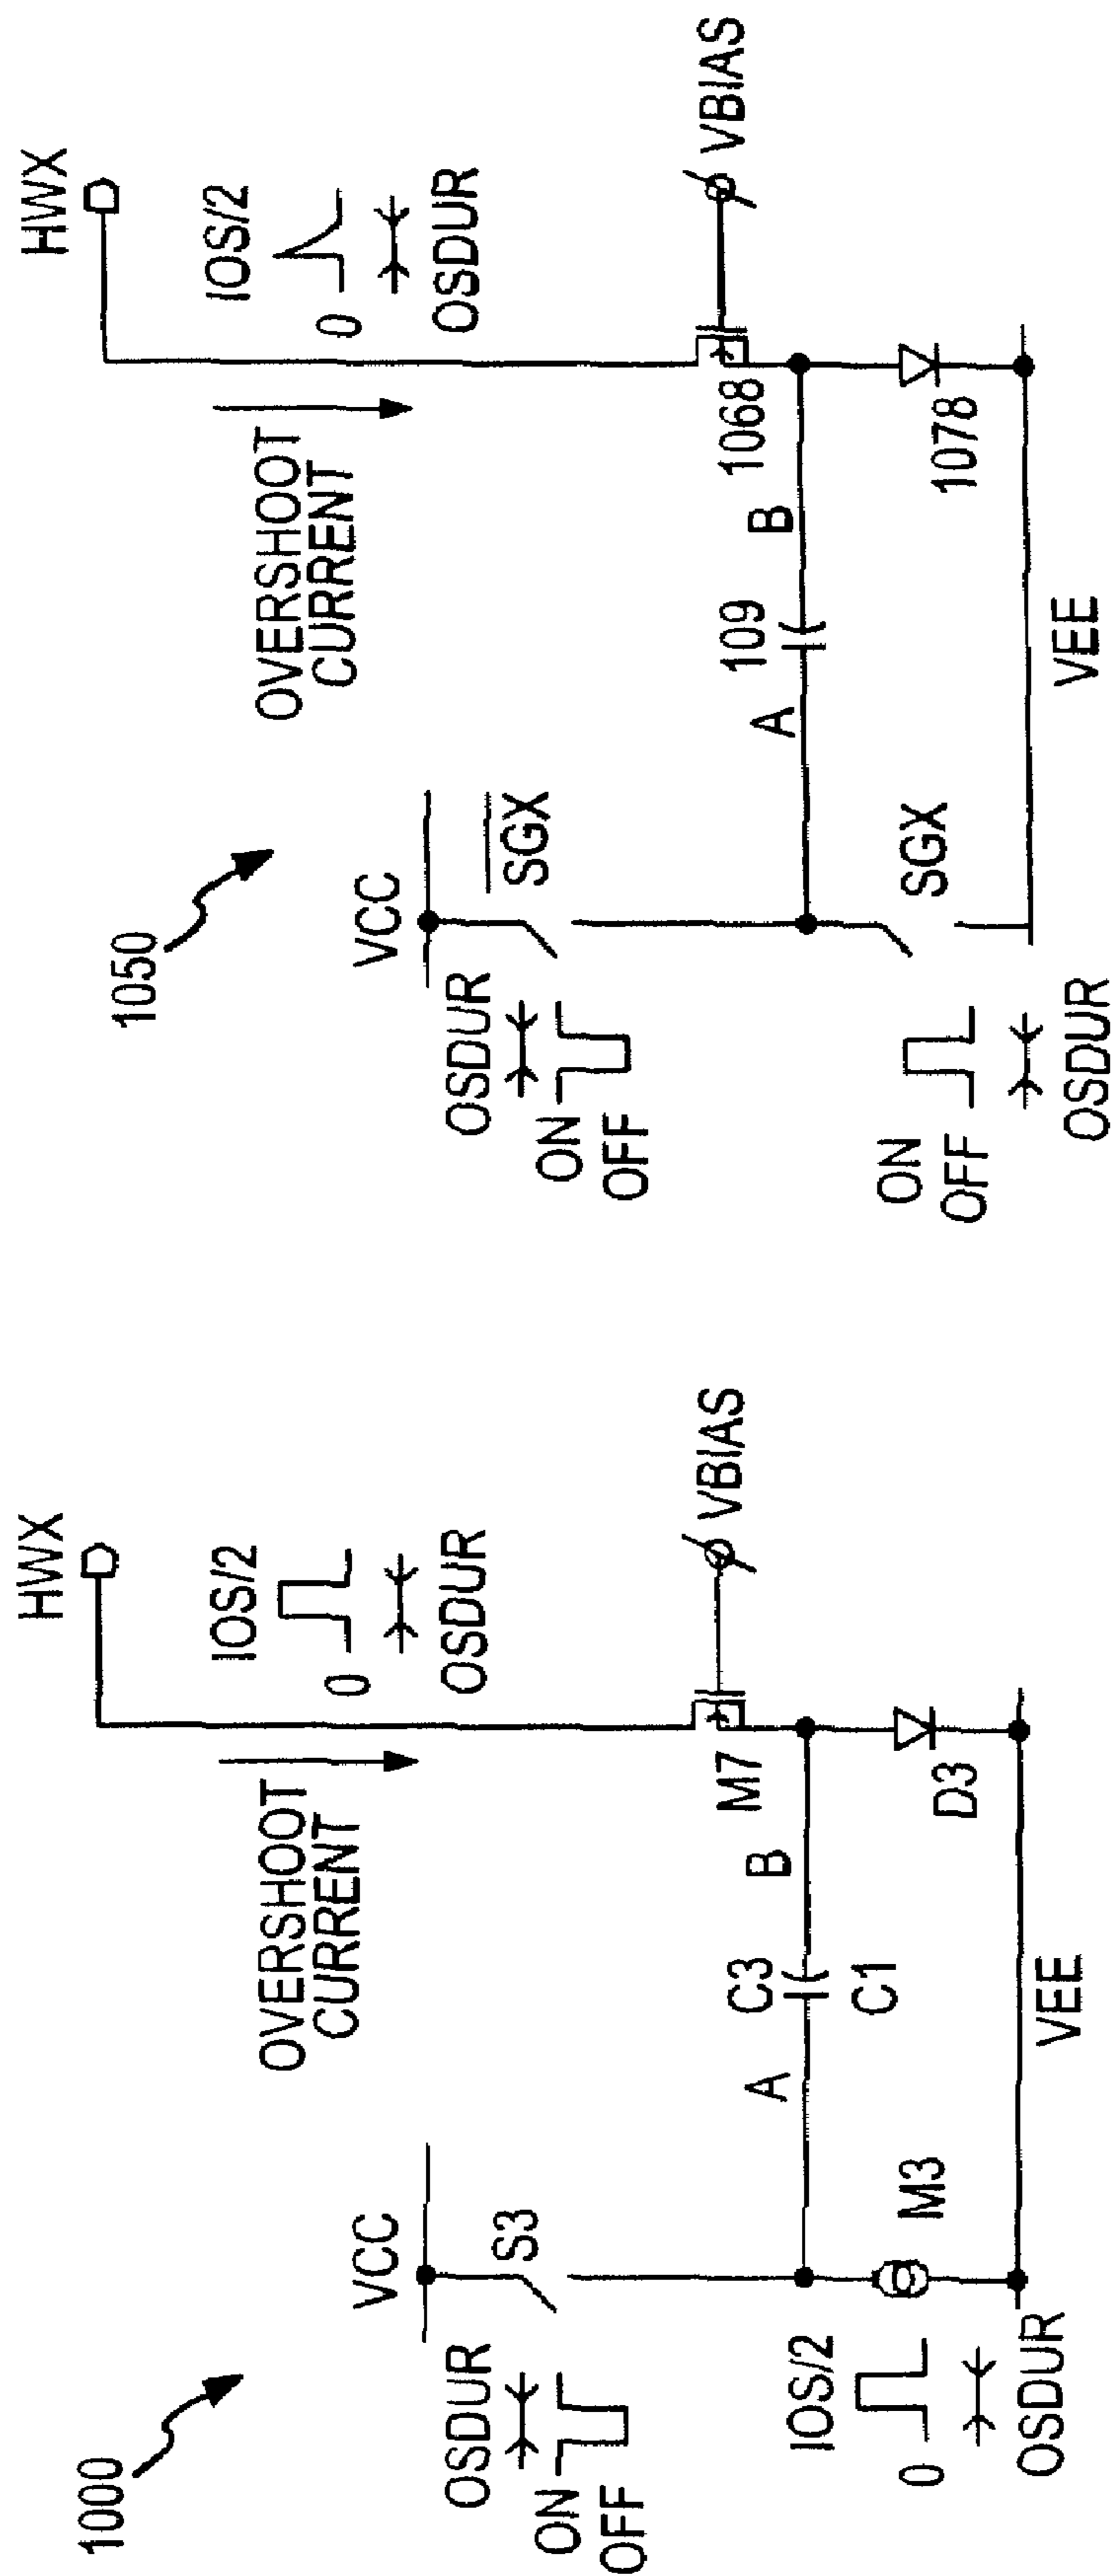 1000
VCC
S3
OSDUR
ON
OFF
IOS/2
0
OSDUR
M3
A
C3
C1
B
OVERSHOOT
CURRENT
HWX
IOS/2
0
OSDUR
M7
VBIAS
D3
VEE
1050
VCC
SGX
OSDUR
ON
OFF
SGX
ON
OFF
OSDUR
A
109
B
OVERSHOOT
CURRENT
HWX
IOS/2
0
OSDUR
1068
VBIAS
1078
VEE